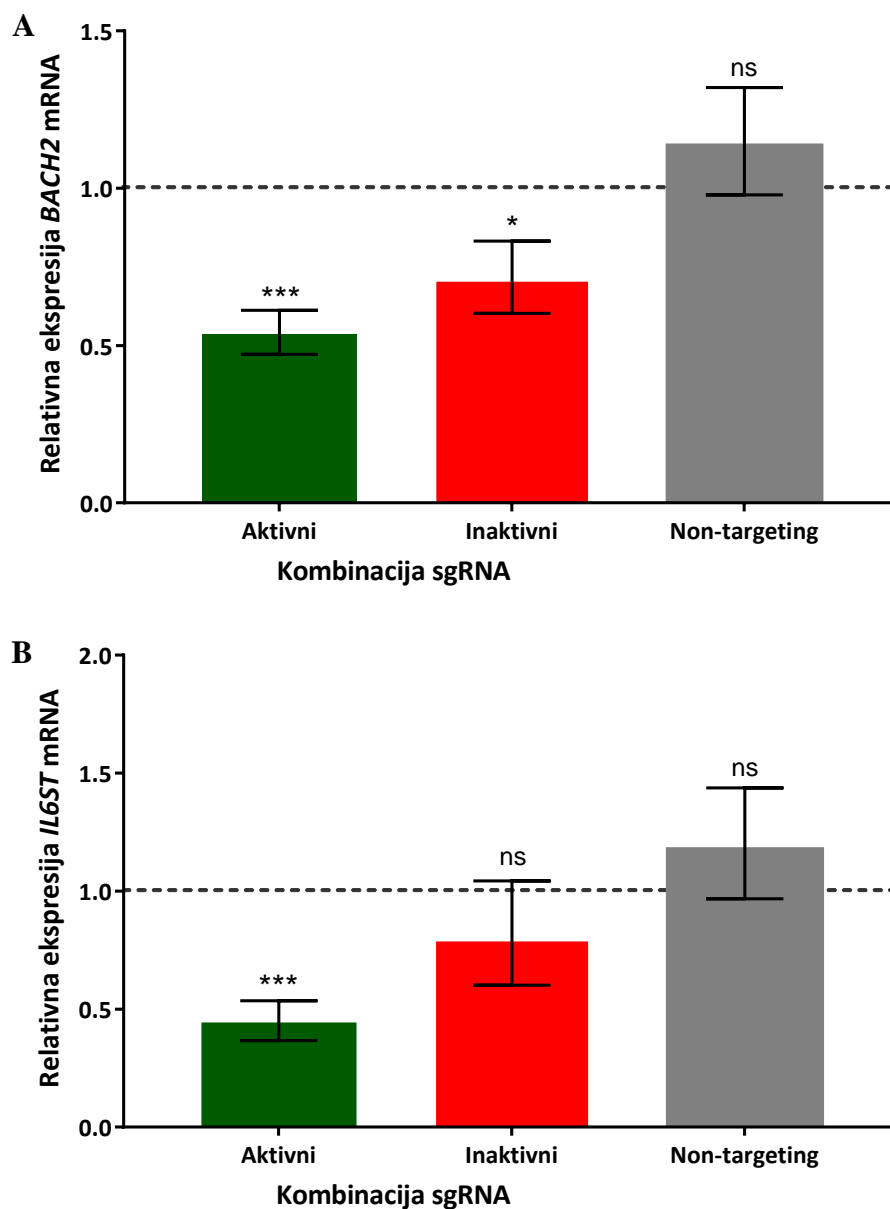 A
Relativna ekspresija BACH2 mRNA
1.5
1.0
0.5
0.0
***
*
ns
Aktivni
Inaktivni
Non-targeting
Kombinacija sgRNA
B
Relativna ekspresija IL6ST mRNA
2.0
1.5
1.0
0.5
0.0
***
ns
ns
Aktivni
Inaktivni
Non-targeting
Kombinacija sgRNA